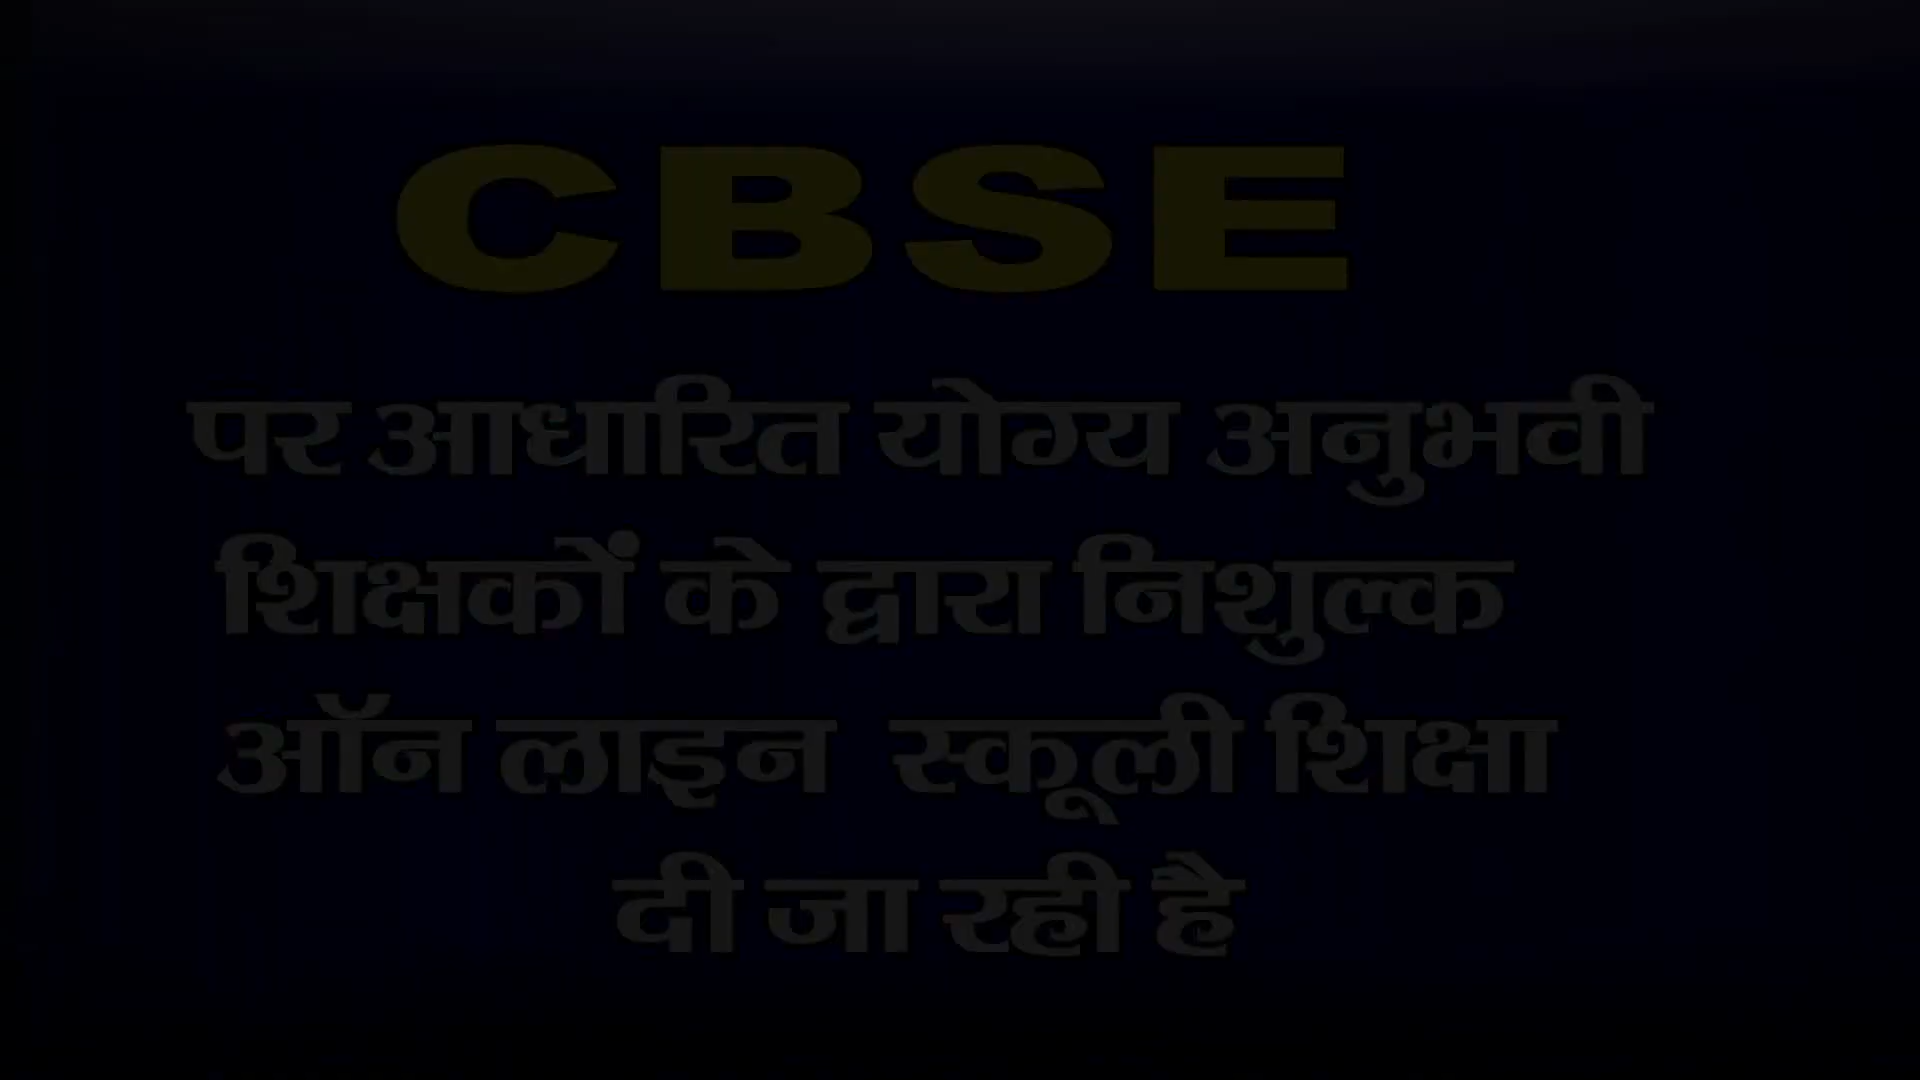 CBSE
पर आधारित योग्य अनुभवी
शिक्षकों के द्वारा निशुल्क
ऑन लाइन स्कूली शिक्षा
दी जा रही है